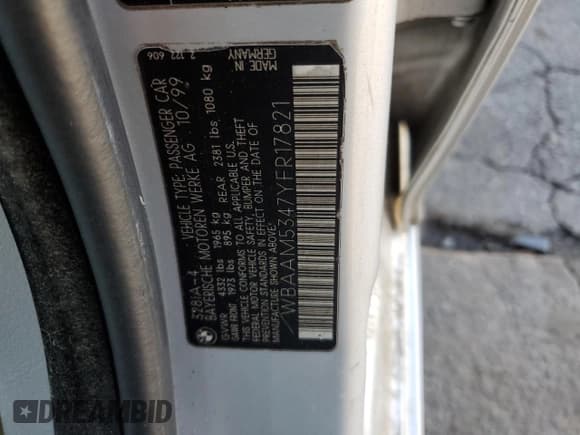 328iA-4 VEHICLE TYPE: PASSENGER CAR
BAYERISCHE MOTOREN WERKE AG 10/99
GVWR 4332 lbs 1965 kg
GAWR FRONT 1973 lbs 895 kg REAR 2381 lbs 1080 kg
THIS VEHICLE CONFORMS TO ALL APPLICABLE U.S.
FEDERAL MOTOR VEHICLE SAFETY, BUMPER AND THEFT
PREVENTION STANDARDS IN EFFECT ON THE DATE
OF MANUFACTURE SHOWN ABOVE
WBAAM5347YFR17821
MADE IN
GERMANY
606
DREAMBID